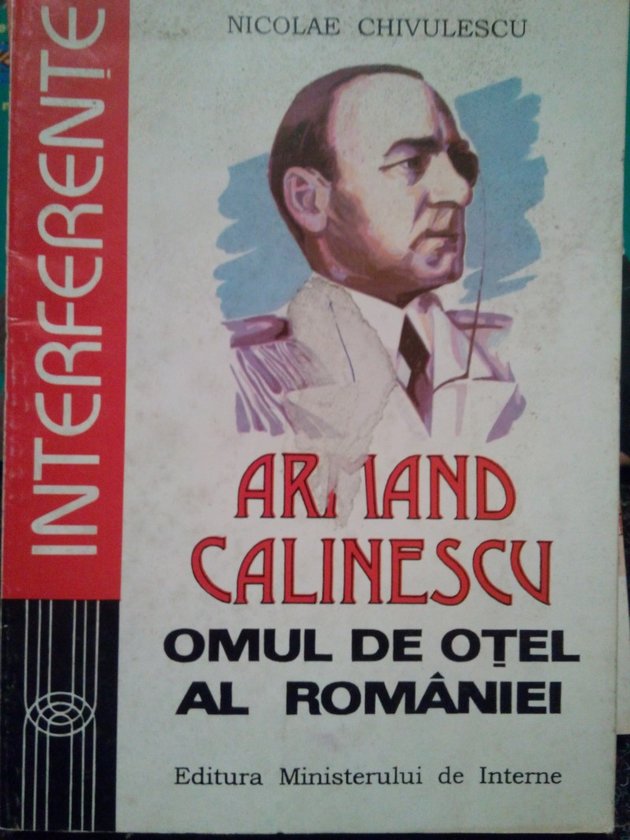 NICOLAE CHIVULESCU
INTERFERENȚE
ARMAND
CALINESCU
OMUL DE OȚEL
AL ROMÂNIEI
Editura Ministerului de Interne